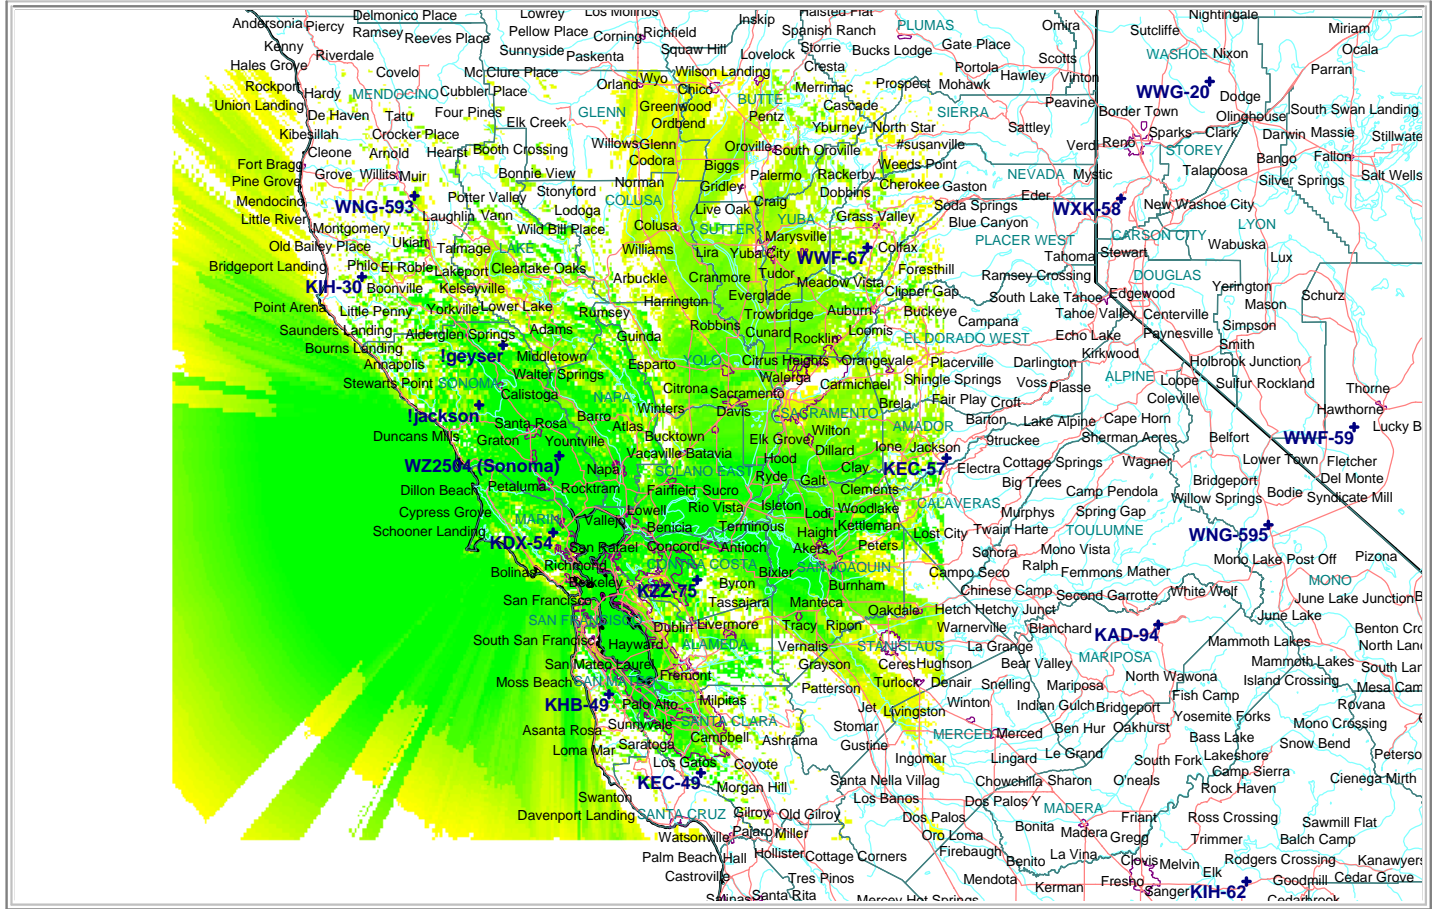 Andersonia
Piercy
Delmonico Place
Ramsey
Reeves Place
Lowrey
Pellow Place
Los Molinos
Corning
Richfield
Inskip
Halsted Flat
Spanish Ranch
PLUMAS
Omira
Nightingale
Sutcliffe
Miriam
Kenny
Riverdale
Sunnyside
Paskenta
Squaw Hill
Lovelock
Storrie
Bucks Lodge
Gate Place
Scotts
WASHOE
Nixon
Ocala
Hales Grove
Covelo
Mc Clure Place
Wyo
Wilson Landing
Cresta
Portola
Hawley
Vinton
Parran
Rockport
Hardy
MENDOCINO
Cubbler Place
Orland
Chico
Merrimac
Prospect
Mohawk
WWG-20
Dodge
Union Landing
De Haven
Tatu
Four Pines
GLENN
Greenwood
BUTTE
Cascade
Peavine
Border Town
Olinghouse
South Swan Landing
Elk Creek
Ordbend
Pentz
SIERRA
Kibesillah
Crocker Place
Yburney
North Star
Sattley
Sparks
Clark
Darwin
Massie
Stillwater
Cleone
Arnold
Hearst
Booth Crossing
Willows
Glenn
Oroville
South Oroville
#susanville
Verdi
Reno
STOREY
Bango
Fallon
Fort Bragg
Grove
Willits
Muir
Bonnie View
Codora
Biggs
Palermo
Rackerby
Weeds Point
NEVADA
Mystic
Talapoosa
Silver Springs
Salt Wells
Pine Grove
Norman
Gridley
Dobbins
Cherokee
Gaston
Eder
Mendocino
WNG-593
Potter Valley
Stonyford
COLUSA
Live Oak
Craig
Soda Springs
WXK-58
New Washoe City
Little River
Laughlin
Vann
Lodoga
YUBA
Grass Valley
Blue Canyon
LYON
Montgomery
Wild Bill Place
Colusa
SUTTER
Marysville
CARSON CITY
Old Bailey Place
Ukiah
Talmage
LAKE
Williams
Lira
Yuba City
WWF-67
Colfax
PLACER WEST
Tahoma
Stewart
Wabuska
Lux
Bridgeport Landing
Philo
El Roble
Lakeport
Clearlake Oaks
Arbuckle
Cranmore
Tudor
Foresthill
Ramsey Crossing
DOUGLAS
KIH-30
Boonville
Kelseyville
Meadow Vista
Clipper Gap
South Lake Tahoe
Edgewood
Yerington
Schurz
Point Arena
Little Penny
Yorkville
Lower Lake
Rumsey
Harrington
Everglade
Trowbridge
Auburn
Buckeye
Campana
Tahoe Valley
Centerville
Mason
Saunders Landing
Alderglen Springs
Adams
Guinda
Robbins
Cunard
Loomis
Rocklin
EL DORADO WEST
Echo Lake
Paynesville
Simpson
Smith
Bourns Landing
!geyser
Middletown
Annapolis
Walter Springs
Esparto
YOLO
Citrus Heights
Orangevale
Placerville
Darlington
Kirkwood
Holbrook Junction
Stewarts Point
SONOMA
Calistoga
NAPA
Citrona
Walerga
Carmichael
Shingle Springs
Voss
Plasse
ALPINE
Loope
Sulfur Rockland
Thorne
!jackson
Barro
Winters
Sacramento
Davis
SACRAMENTO
Brela
Fair Play
Croft
Coleville
Hawthorne
Duncans Mills
Santa Rosa
Graton
Yountville
Atlas
Bucktown
Elk Grove
Wilton
AMADOR
Barton
Lake Alpine
Cape Horn
WWF-59
Lucky B
WZ2504 (Sonoma)
Vacaville
Batavia
Hood
Dillard
Ione
Jackson
9truckee
Sherman Acres
Belfort
Napa
SOLANO EAST
Clay
KEC-57
Electra
Cottage Springs
Wagner
Lower Town
Fletcher
Dillon Beach
Petaluma
Rocktram
Fairfield
Sucro
Ryde
Galt
Clements
Big Trees
Bridgeport
Del Monte
Cypress Grove
Lowell
Rio Vista
Isleton
Lodi
Woodlake
CALAVERAS
Camp Pendola
Willow Springs
Bodie
Syndicate Mill
Schooner Landing
MARIN
Vallejo
Benicia
Terminous
Haight
Kettleman
Murphys
Spring Gap
KDX-54
San Rafael
Concord
Antioch
Akers
Peters
Lost City
Twain Harte
TOULUMNE
WNG-595
Bolinas
Richmond
CONTRA COSTA
Bixler
SAN JOAQUIN
Sonora
Mono Vista
Mono Lake Post Off
Pizona
Berkeley
KZZ-75
Byron
Burnham
Campo Seco
Ralph
Femmons
Mather
MONO
San Francisco
Tassajara
Manteca
Chinese Camp
Second Garrotte
White Wolf
June Lake Junction
SAN FRANCISCO
Dublin
Livermore
Tracy
Ripon
Oakdale
Hetch Hetchy Junct
June Lake
South San Francisco
Hayward
ALAMEDA
Vernalis
STANISLAUS
Warnerville
Blanchard
KAD-94
Mammoth Lakes
San Mateo
Laurel
Grayson
Ceres
Hughson
La Grange
MARIPOSA
Mammoth Lakes
Moss Beach
SAN MATEO
Fremont
Patterson
Turlock
Denair
Bear Valley
Snelling
Mariposa
North Wawona
Island Crossing
KHB-49
Palo Alto
Milpitas
Jet
Livingston
Winton
Indian Gulch
Bridgeport
Fish Camp
Rovana
Asanta Rosa
Sunnyvale
SANTA CLARA
Stomar
MERCED
Merced
Ben Hur
Oakhurst
Yosemite Forks
Mono Crossing
Loma Mar
Saratoga
Campbell
Ashrama
Gustine
Le Grand
Bass Lake
Snow Bend
Los Gatos
Coyote
Ingomar
Lingard
South Fork
Lakeshore
KEC-49
Morgan Hill
Santa Nella Villag
Chowchilla
Sharon
O'neals
Camp Sierra
Cienega Mirth
Swanton
Los Banos
Dos Palos Y
Rock Haven
Davenport Landing
SANTA CRUZ
Gilroy
Old Gilroy
Dos Palos
MADERA
Friant
Ross Crossing
Sawmill Flat
Watsonville
Pajaro
Miller
Oro Loma
Bonita
Madera
Gregg
Trimmer
Balch Camp
Palm Beach
Hall
Hollister
Cottage Corners
Firebaugh
Benito
La Vina
Clovis
Melvin
Rodgers Crossing
Castroville
Tres Pinos
Mendota
Kerman
Fresno
Elk
Goodmill
Cedar Grove
Salinas
Santa Rita
Mercey Hot Springs
Sanger
KIH-62
Cedarbrook